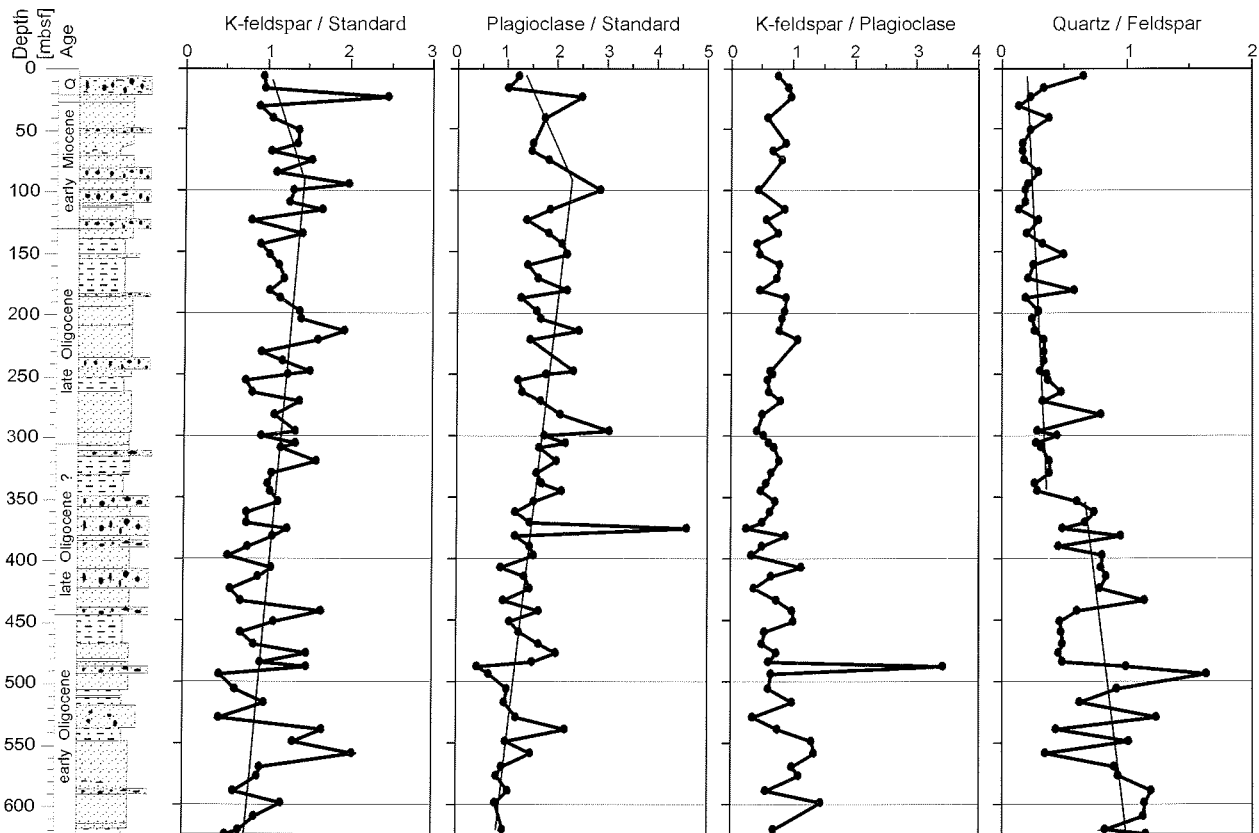 Depth [mbsf]
Age
K-feldspar / Standard
Plagioclase / Standard
K-feldspar / Plagioclase
Quartz / Feldspar
0 1 2 3
0 1 2 3 4 5
0 1 2 3 4
0 1 2
0
50
100
150
200
250
300
350
400
450
500
550
600
Q
early Miocene
late Oligocene
late Oligocene ?
early Oligocene